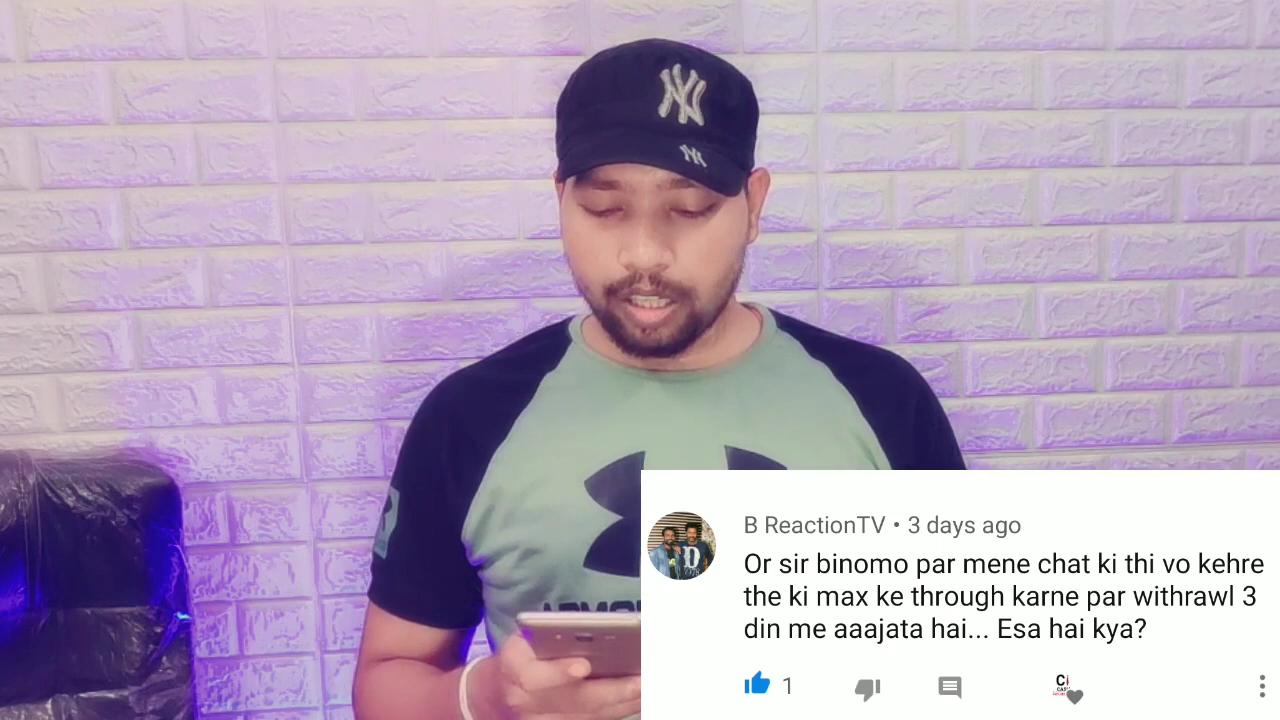 NY
NY
B ReactionTV • 3 days ago
Or sir binomo par mene chat ki thi vo kehre
the ki max ke through karne par withrawl 3
din me aaajata hai... Esa hai kya?
1